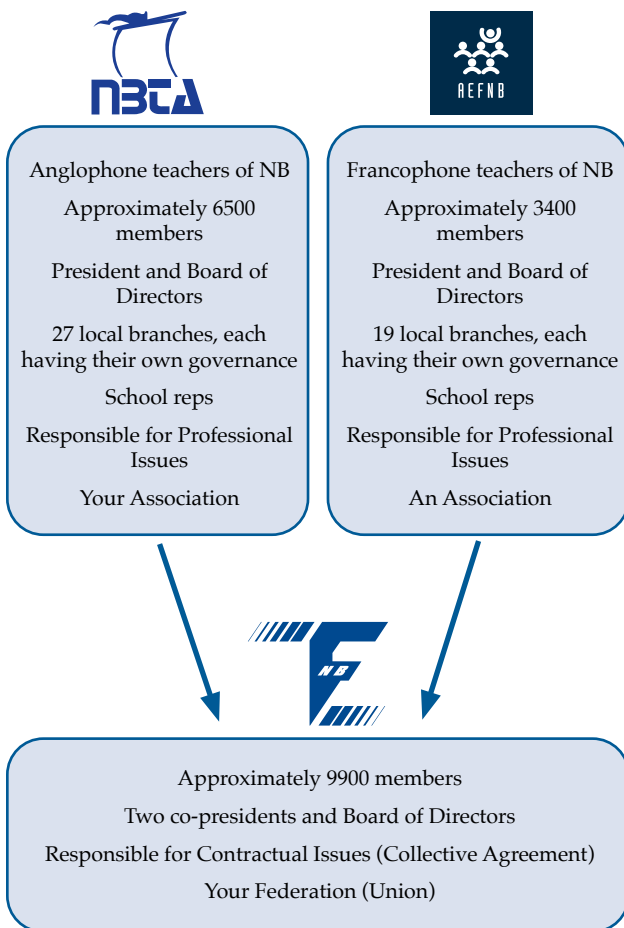 NBTA
AEFNB
Anglophone teachers of NB
Approximately 6500
members
President and Board of
Directors
27 local branches, each
having their own governance
School reps
Responsible for Professional
Issues
Your Association
Francophone teachers of NB
Approximately 3400
members
President and Board of
Directors
19 local branches, each
having their own governance
School reps
Responsible for Professional
Issues
An Association
NB
Approximately 9900 members
Two co-presidents and Board of Directors
Responsible for Contractual Issues (Collective Agreement)
Your Federation (Union)